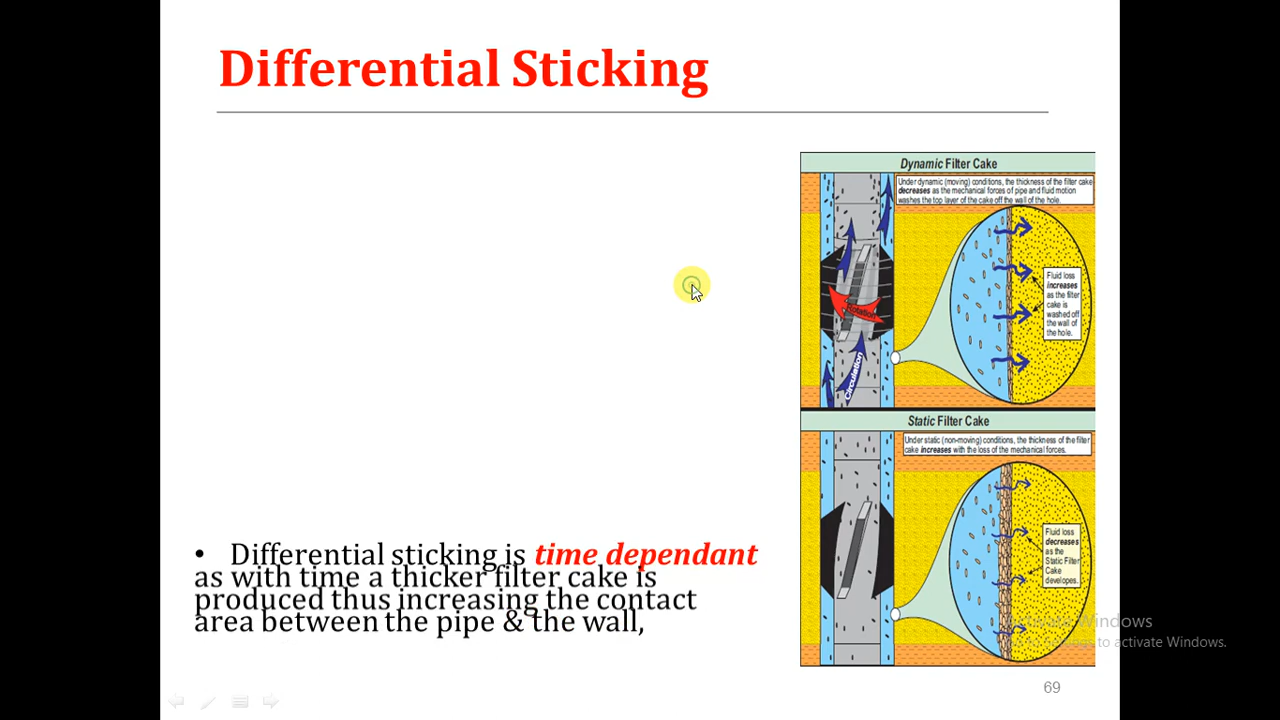 Differential Sticking
Dynamic Filter Cake
Under dynamic (moving) conditions, the thickness of the filter cake
decreases as the mechanical forces of pipe and fluid motion
washes the top layer of the cake off the wall of the hole.
Fluid loss
increases
as the filter
cake is
washed off
the wall of
the hole.
Rotation
Circulation
Static Filter Cake
Under static (non-moving) conditions, the thickness of the filter
cake increases with the loss of the mechanical forces.
Fluid loss
decreases
as the
Static Filter
Cake
developes.
• Differential sticking is time dependant
as with time a thicker filter cake is
produced thus increasing the contact
area between the pipe & the wall,
Activate Windows
to activate Windows.
69